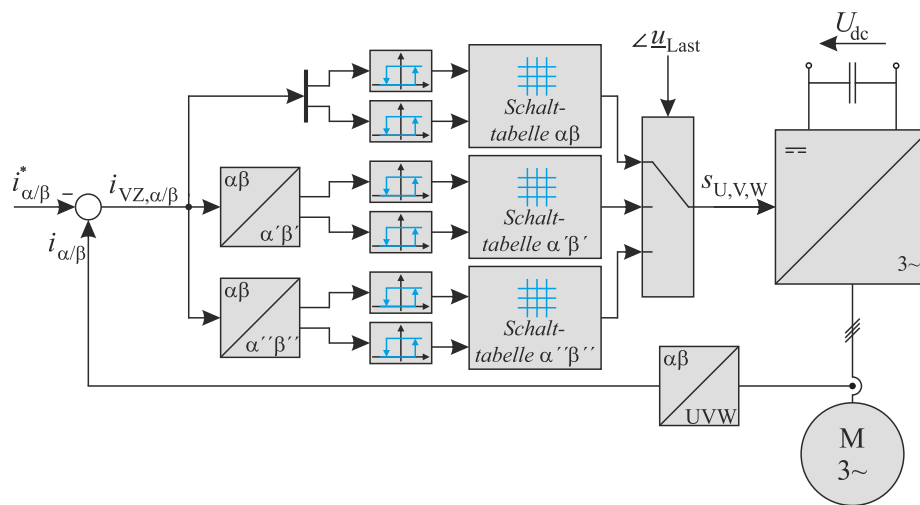 U_dc
∠u_Last
Schalt-
tabelle αβ
i*_α/β
−
i_VZ,α/β
αβ
α´β´
Schalt-
tabelle α´β´
s_U,V,W
3~
i_α/β
αβ
α´´β´´
Schalt-
tabelle α´´β´´
αβ
UVW
M
3~